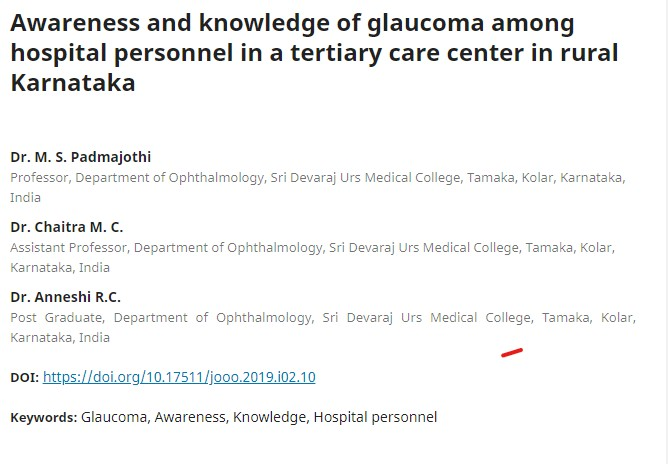 Awareness and knowledge of glaucoma among
hospital personnel in a tertiary care center in rural
Karnataka
Dr. M. S. Padmajothi
Professor, Department of Ophthalmology, Sri Devaraj Urs Medical College, Tamaka, Kolar, Karnataka,
India
Dr. Chaitra M. C.
Assistant Professor, Department of Ophthalmology, Sri Devaraj Urs Medical College, Tamaka, Kolar,
Karnataka, India
Dr. Anneshi R.C.
Post Graduate, Department of Ophthalmology, Sri Devaraj Urs Medical College, Tamaka, Kolar,
Karnataka, India
DOI: https://doi.org/10.17511/jooo.2019.i02.10
Keywords: Glaucoma, Awareness, Knowledge, Hospital personnel